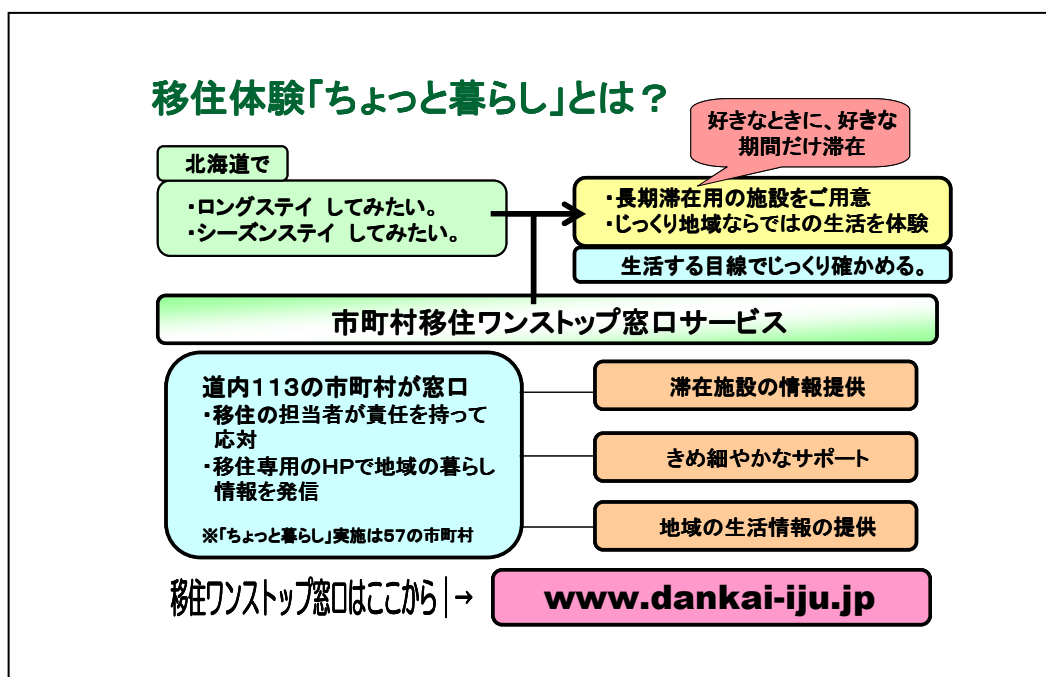 移住体験「ちょっと暮らし」とは？
好きなときに、好きな
期間だけ滞在
北海道で
・ロングステイ してみたい。
・シーズンステイ してみたい。
・長期滞在用の施設をご用意
・じっくり地域ならではの生活を体験
生活する目線でじっくり確かめる。
市町村移住ワンストップ窓口サービス
道内113の市町村が窓口
・移住の担当者が責任を持って
応対
・移住専用のHPで地域の暮らし
情報を発信
※「ちょっと暮らし」実施は57の市町村
滞在施設の情報提供
きめ細やかなサポート
地域の生活情報の提供
移住ワンストップ窓口はここから│→
www.dankai-iju.jp